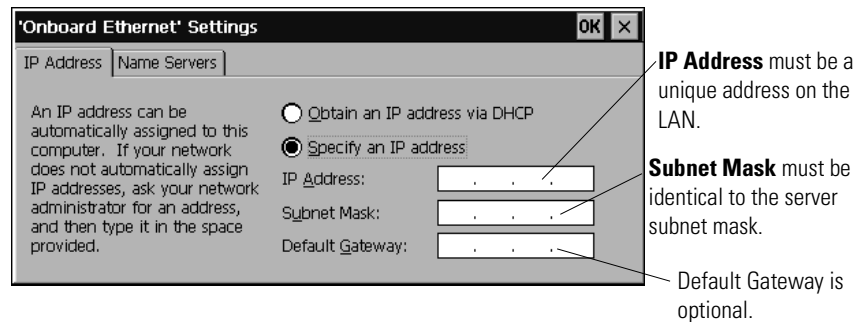 'Onboard Ethernet' Settings
OK ×
IP Address Name Servers
An IP address can be
automatically assigned to this
computer. If your network
does not automatically assign
IP addresses, ask your network
administrator for an address,
and then type it in the space
provided.
Obtain an IP address via DHCP
Specify an IP address
IP Address: . . .
Subnet Mask: . . .
Default Gateway: . . .
IP Address must be a
unique address on the
LAN.
Subnet Mask must be
identical to the server
subnet mask.
Default Gateway is
optional.